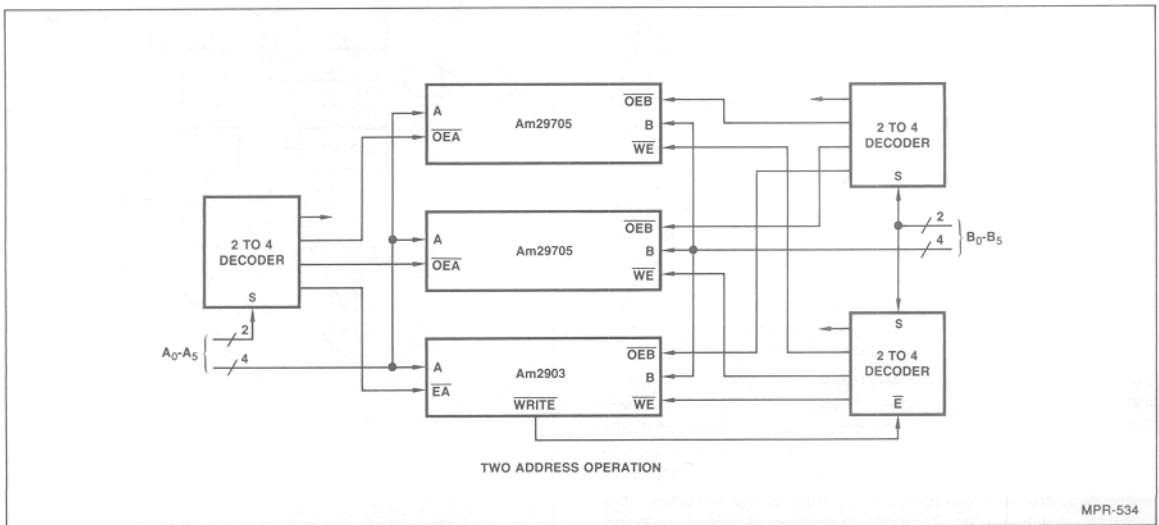 A
OEA
Am29705
OEB
B
WE
2 TO 4
DECODER
S
2 TO 4
DECODER
S
A
OEA
Am29705
OEB
B
WE
2
4
B0-B5
2
4
A0-A5
A
EA
Am2903
WRITE
OEB
B
WE
S
2 TO 4
DECODER
E
TWO ADDRESS OPERATION
MPR-534